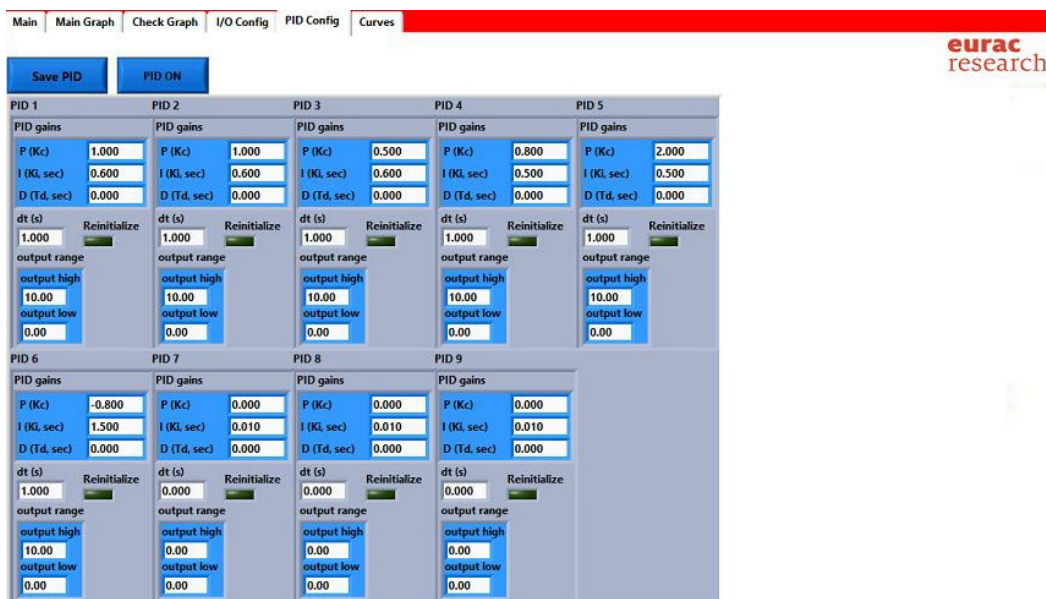 Main Main Graph Check Graph I/O Config PID Config Curves
eurac
research
Save PID PID ON
PID 1 PID 2 PID 3 PID 4 PID 5
PID gains PID gains PID gains PID gains PID gains
P (Kc) 1.000 P (Kc) 1.000 P (Kc) 0.500 P (Kc) 0.800 P (Kc) 2.000
I (Ki, sec) 0.600 I (Ki, sec) 0.600 I (Ki, sec) 0.600 I (Ki, sec) 0.500 I (Ki, sec) 0.500
D (Td, sec) 0.000 D (Td, sec) 0.000 D (Td, sec) 0.000 D (Td, sec) 0.000 D (Td, sec) 0.000
dt (s) Reinitialize dt (s) Reinitialize dt (s) Reinitialize dt (s) Reinitialize dt (s) Reinitialize
1.000 1.000 1.000 1.000 1.000
output range output range output range output range output range
output high output high output high output high output high
10.00 10.00 10.00 10.00 10.00
output low output low output low output low output low
0.00 0.00 0.00 0.00 0.00
PID 6 PID 7 PID 8 PID 9
PID gains PID gains PID gains PID gains
P (Kc) -0.800 P (Kc) 0.000 P (Kc) 0.000 P (Kc) 0.000
I (Ki, sec) 1.500 I (Ki, sec) 0.010 I (Ki, sec) 0.010 I (Ki, sec) 0.010
D (Td, sec) 0.000 D (Td, sec) 0.000 D (Td, sec) 0.000 D (Td, sec) 0.000
dt (s) Reinitialize dt (s) Reinitialize dt (s) Reinitialize dt (s) Reinitialize
1.000 0.000 0.000 0.000
output range output range output range output range
output high output high output high output high
10.00 0.00 0.00 0.00
output low output low output low output low
0.00 0.00 0.00 0.00